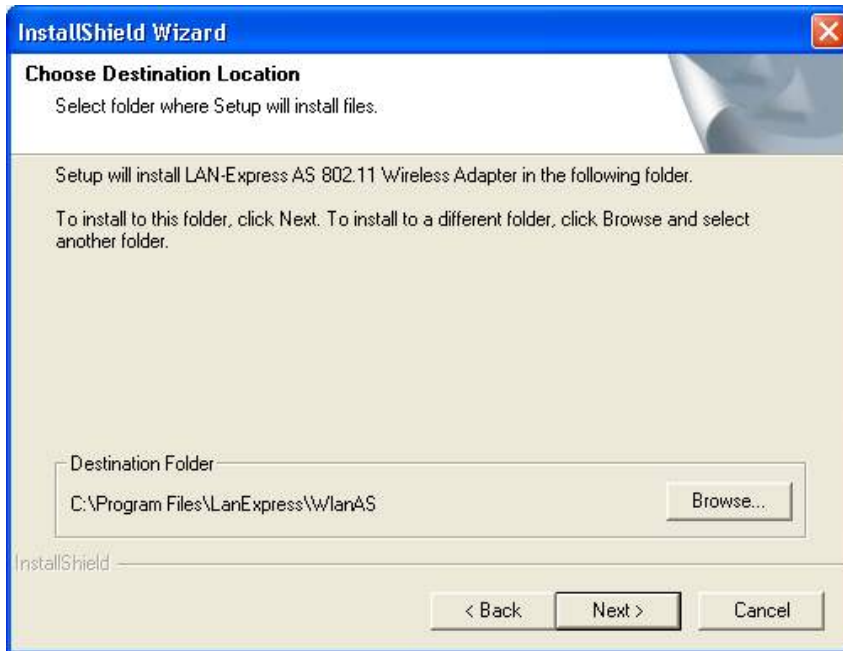 InstallShield Wizard
Choose Destination Location
Select folder where Setup will install files.
Setup will install LAN-Express AS 802.11 Wireless Adapter in the following folder.
To install to this folder, click Next. To install to a different folder, click Browse and select
another folder.
Destination Folder
C:\Program Files\LanExpress\WlanAS
Browse...
InstallShield
< Back
Next >
Cancel